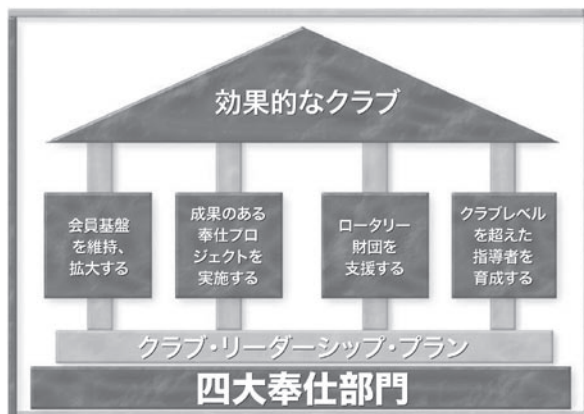 効果的なクラブ
会員基盤
を維持、
拡大する
成果のある
奉仕プロ
ジェクトを
実施する
ロータリー
財団を
支援する
クラブレベル
を超えた
指導者を
育成する
クラブ・リーダーシップ・プラン
四大奉仕部門